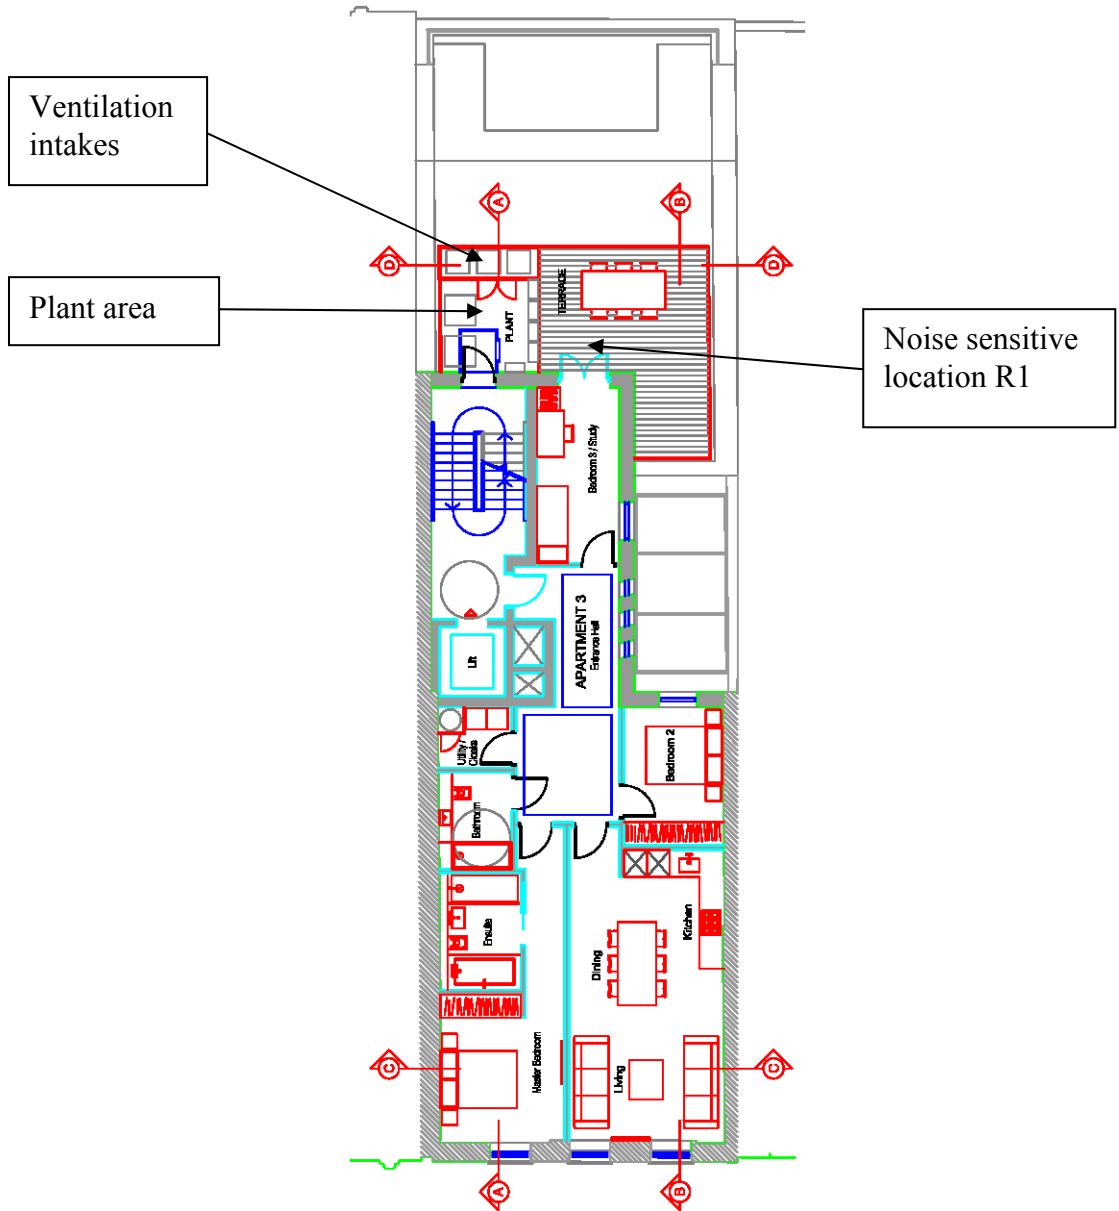 Ventilation
intakes
A
B
D
D
Plant area
TERRACE
PLANT
Noise sensitive
location R1
Bedroom 3 / Study
APARTMENT 3
Entrance Hall
Lift
Utility /
Cloaks
Bedroom 2
Bathroom
Ensuite
Kitchen
Dining
Master Bedroom
Living
C
C
A
B